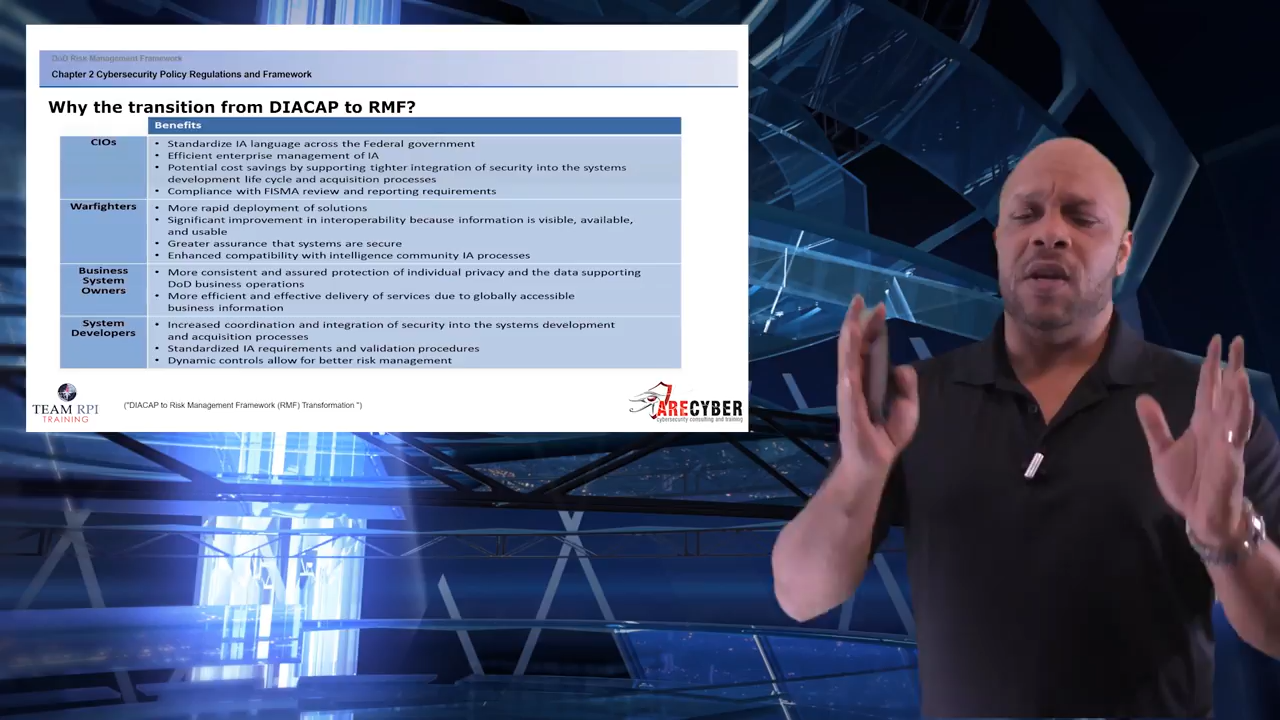 DoD Risk Management Framework
Chapter 2 Cybersecurity Policy Regulations and Framework
Why the transition from DIACAP to RMF?
Benefits
CIOs
• Standardize IA language across the Federal government
• Efficient enterprise management of IA
• Potential cost savings by supporting tighter integration of security into the systems
development life cycle and acquisition processes
• Compliance with FISMA review and reporting requirements
Warfighters
• More rapid deployment of solutions
• Significant improvement in interoperability because information is visible, available,
and usable
• Greater assurance that systems are secure
• Enhanced compatibility with intelligence community IA processes
Business
System
Owners
• More consistent and assured protection of individual privacy and the data supporting
DoD business operations
• More efficient and effective delivery of services due to globally accessible
business information
System
Developers
• Increased coordination and integration of security into the systems development
and acquisition processes
• Standardized IA requirements and validation procedures
• Dynamic controls allow for better risk management
TEAM RPI
TRAINING
("DIACAP to Risk Management Framework (RMF) Transformation ")
ARECYBER
cybersecurity consulting and training